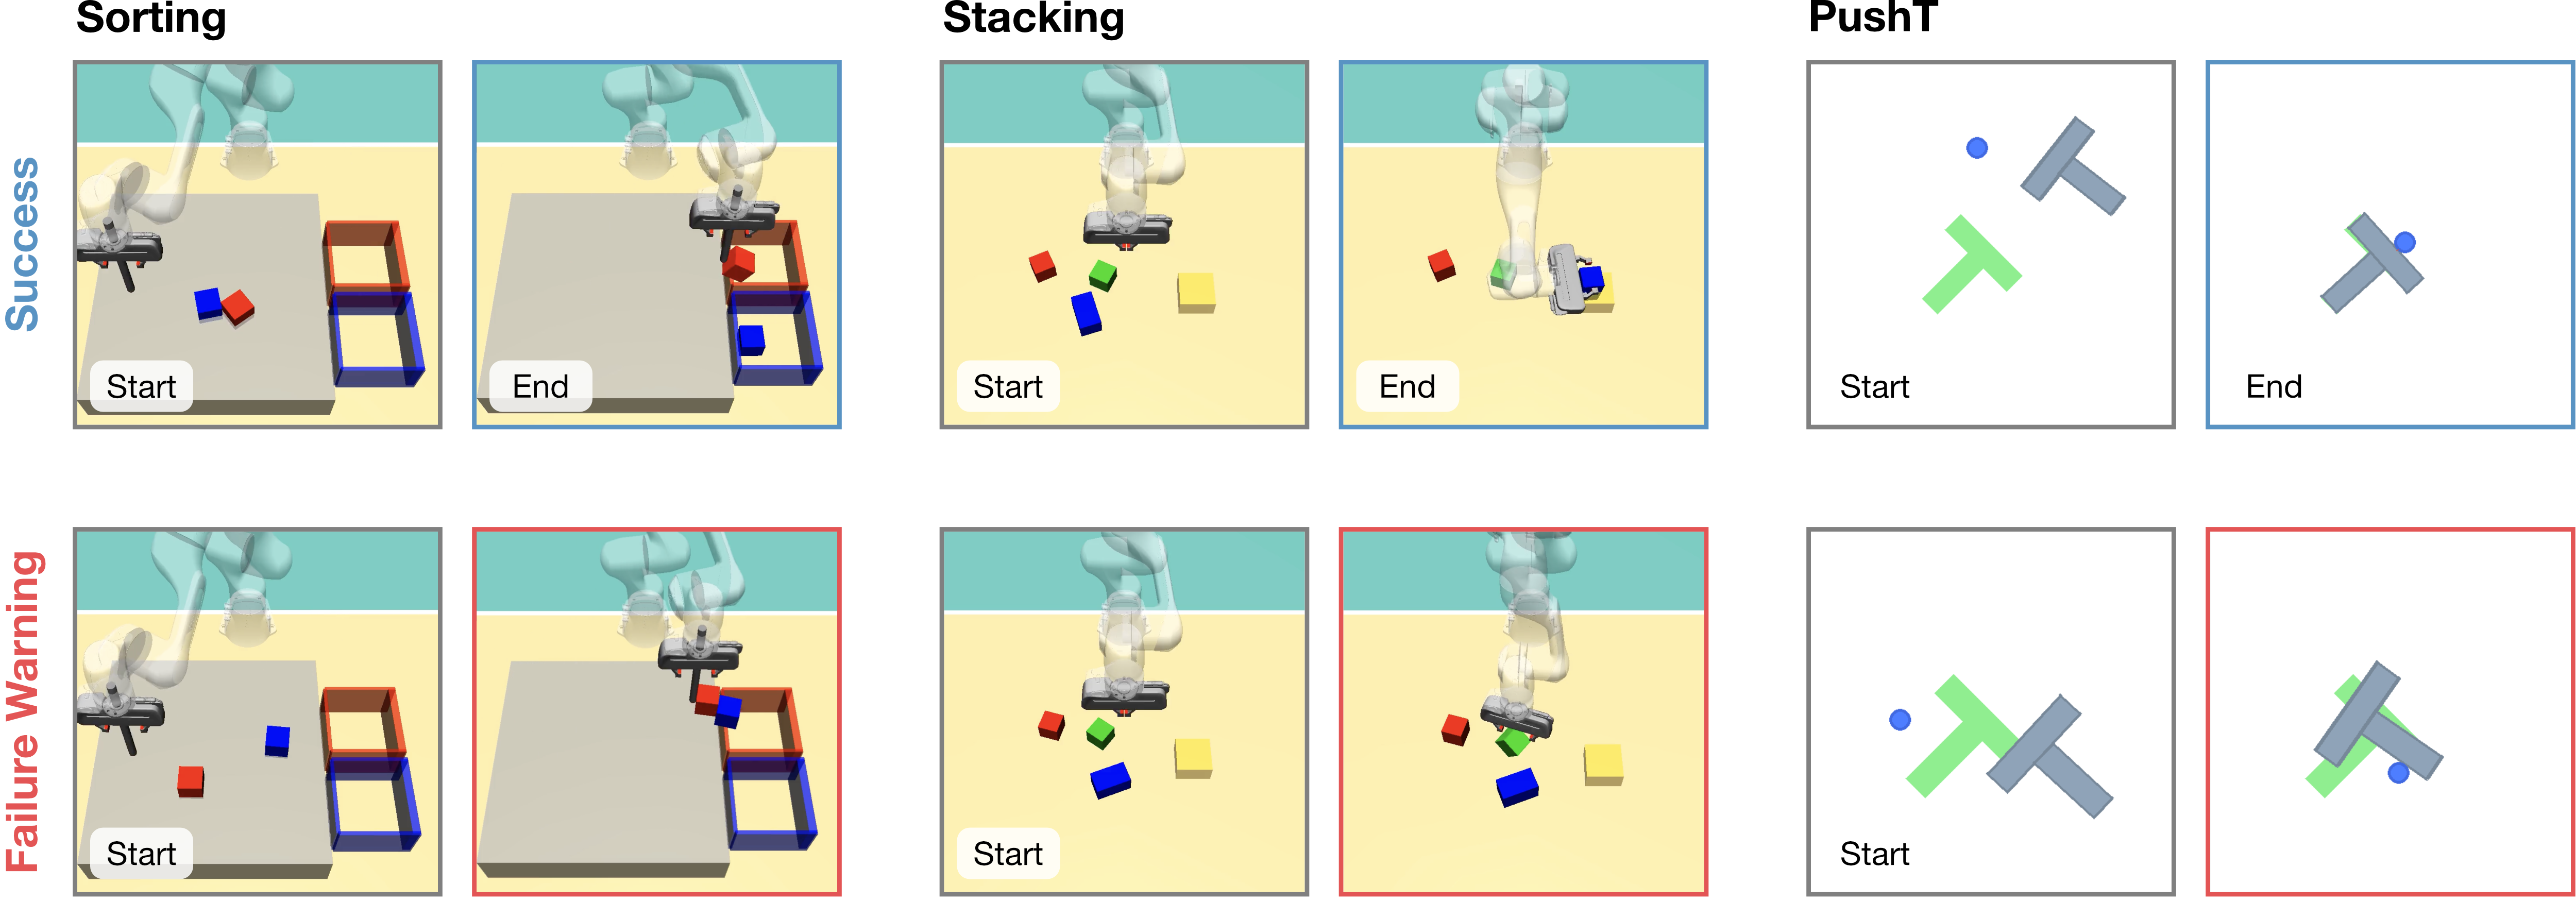 Sorting
Stacking
PushT
Success
Start
End
Start
End
Start
End
Failure Warning
Start
Start
Start